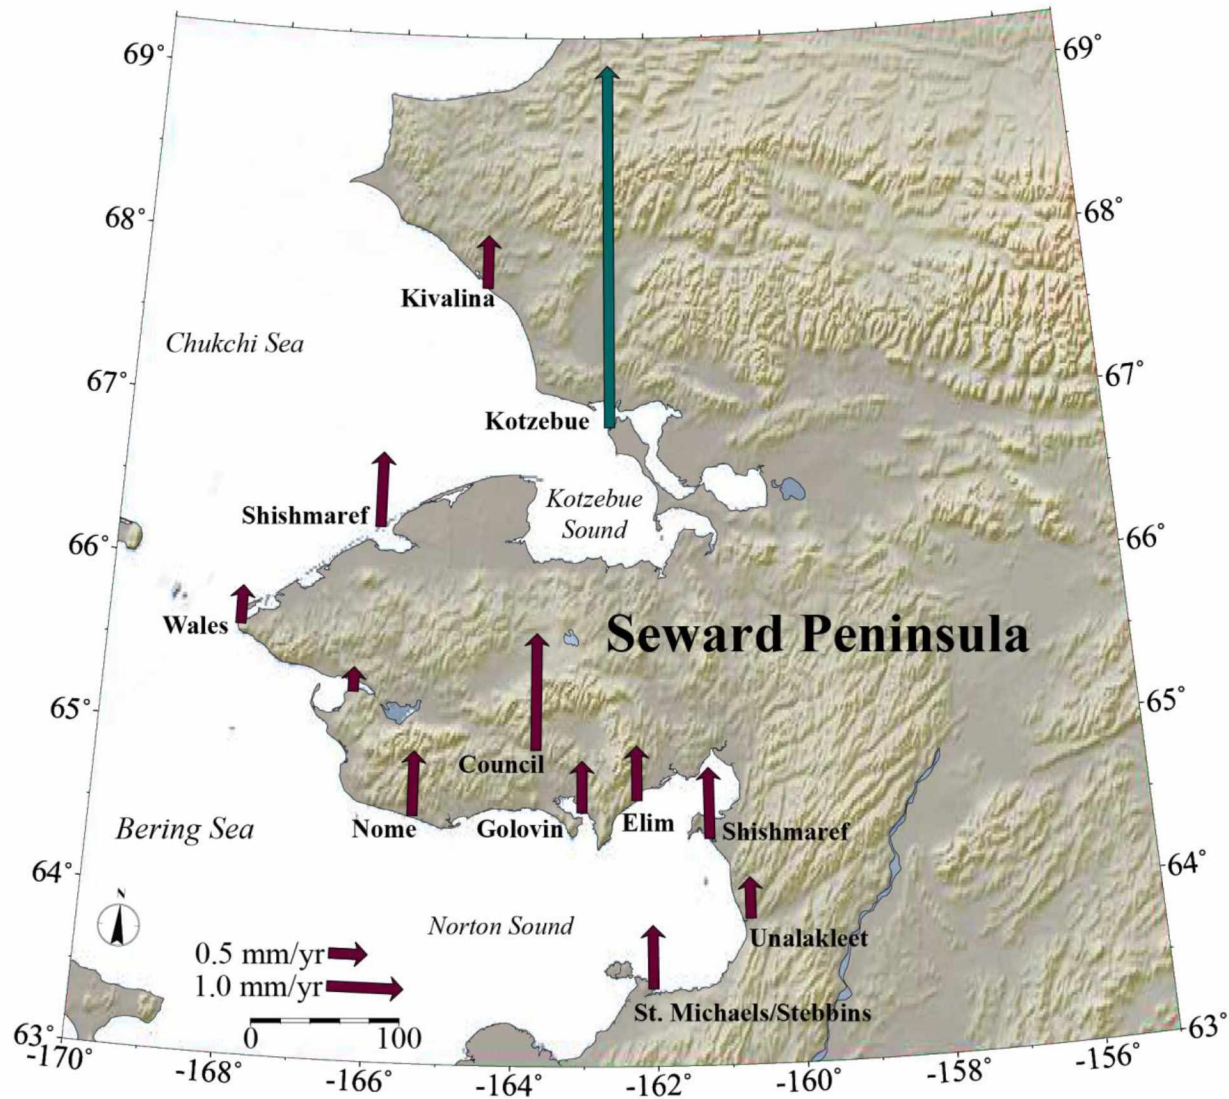 69°
69°
68°
68°
Kivalina
Chukchi Sea
67°
67°
Kotzebue
Kotzebue
Sound
Shishmaref
66°
66°
Wales
Seward Peninsula
65°
65°
Council
Nome
Golovin
Elim
Shishmaref
Bering Sea
64°
64°
N
Norton Sound
Unalakleet
0.5 mm/yr
1.0 mm/yr
St. Michaels/Stebbins
0
100
63°
63°
-170°
-168°
-166°
-164°
-162°
-160°
-158°
-156°